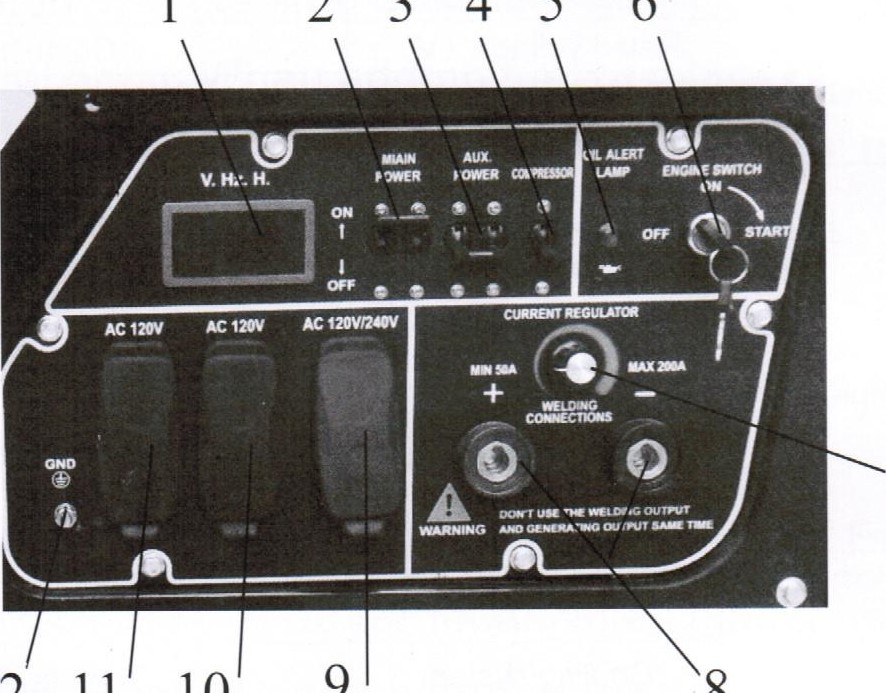 1 2 3 4 5 6
MIAIN POWER
AUX. POWER
COMPRESSOR
OIL ALERT LAMP
ENGINE SWITCH
ON
OFF
START
V. Hz. H.
ON
OFF
AC 120V
AC 120V
AC 120V/240V
CURRENT REGULATOR
MIN 50A
MAX 200A
+
−
WELDING
CONNECTIONS
GND
!
WARNING
DON'T USE THE WELDING OUTPUT
AND GENERATING OUTPUT SAME TIME
2 11 10 9 8